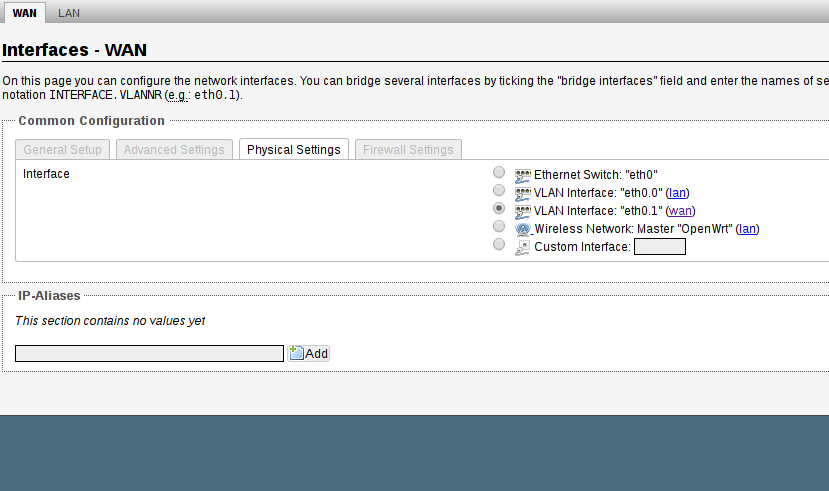 WAN LAN
Interfaces - WAN
On this page you can configure the network interfaces. You can bridge several interfaces by ticking the "bridge interfaces" field and enter the names of se
notation INTERFACE.VLANNR (e.g.: eth0.1).
Common Configuration
General Setup Advanced Settings Physical Settings Firewall Settings
Interface
Ethernet Switch: "eth0"
VLAN Interface: "eth0.0" (lan)
VLAN Interface: "eth0.1" (wan)
Wireless Network: Master "OpenWrt" (lan)
Custom Interface:
IP-Aliases
This section contains no values yet
Add